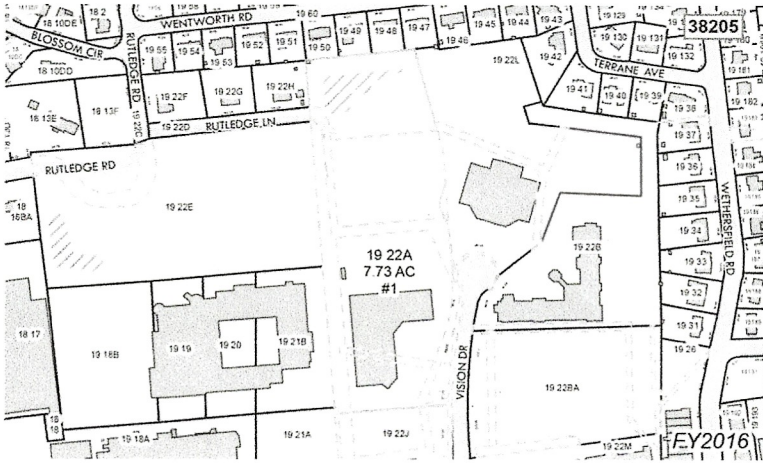 WENTWORTH RD
BLOSSOM CIR
RUTLEDGE RD
18 2
18 10DE
18 10DD
19 60
19 55
19 54
19 53
19 52
19 51
19 50
19 49
19 48
19 47
19 46
19 45
19 44
19 43
19 42
19 130
19 131
19 132
38205
TERRANE AVE
19 22L
19 41
19 40
19 39
19 38
19 37
19 36
19 35
19 34
19 33
19 32
19 31
19 26
WETHERSFIELD RD
18 13E
18 13F
19 22G
19 22F
19 22G
19 22H
19 22D
RUTLEDGE LN
RUTLEDGE RD
18
16BA
19 22E
19 22A
7.73 AC
#1
19 22B
18 17
19 18B
19 19
19 20
19 21B
VISION DR
19 22BA
19 18A
19 21A
19 22J
19 22M
FY2016